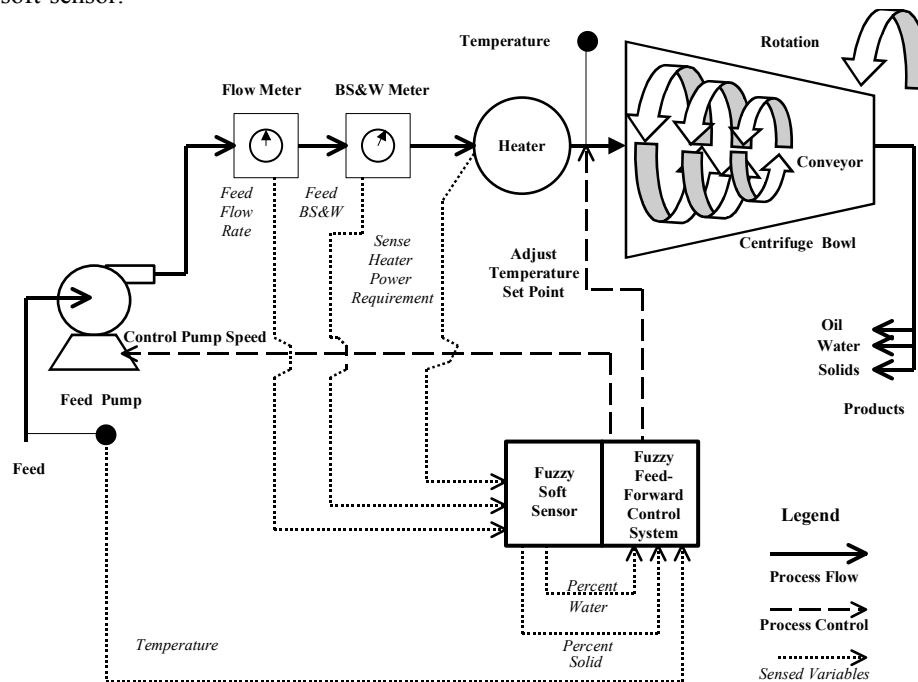 soft sensor.
Temperature
Rotation
Flow Meter
BS&W Meter
Heater
Conveyor
Feed
Flow
Rate
Feed
BS&W
Sense
Heater
Power
Requirement
Adjust
Temperature
Set Point
Centrifuge Bowl
Control Pump Speed
Oil
Water
Solids
Feed Pump
Products
Feed
Fuzzy
Soft
Sensor
Fuzzy
Feed-
Forward
Control
System
Legend
Process Flow
Percent
Water
Process Control
Temperature
Percent
Solid
Sensed Variables